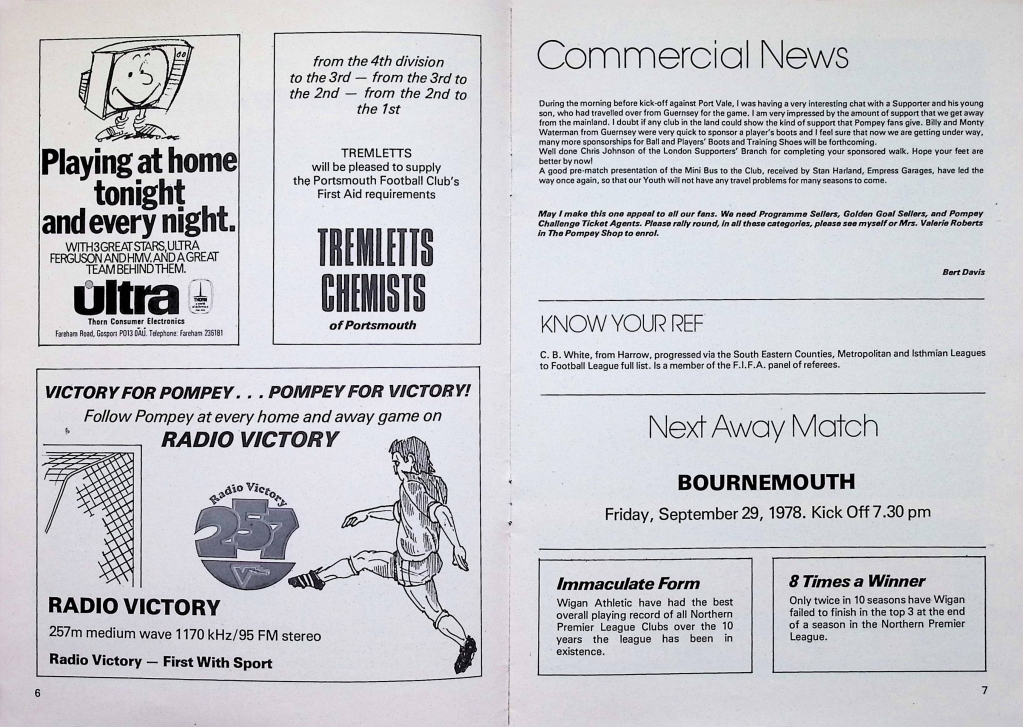 Playing at home
tonight
and every night.
WITH 3 GREAT STARS, ULTRA
FERGUSON AND HMV. AND A GREAT
TEAM BEHIND THEM.
ultra
THORN
Thorn Consumer Electronics
Fareham Road, Gosport PO13 0AU. Telephone: Fareham 236181
from the 4th division
to the 3rd — from the 3rd to
the 2nd — from the 2nd to
the 1st
TREMLETTS
will be pleased to supply
the Portsmouth Football Club's
First Aid requirements
TREMLETTS
CHEMISTS
of Portsmouth
VICTORY FOR POMPEY . . . POMPEY FOR VICTORY!
Follow Pompey at every home and away game on
RADIO VICTORY
Radio Victory
257
V
RADIO VICTORY
257m medium wave 1170 kHz/95 FM stereo
Radio Victory — First With Sport
6
Commercial News
During the morning before kick-off against Port Vale, I was having a very interesting chat with a Supporter and his young
son, who had travelled over from Guernsey for the game. I am very impressed by the amount of support that we get away
from the mainland. I doubt if any club in the land could show the kind of support that Pompey fans give. Billy and Monty
Waterman from Guernsey were very quick to sponsor a player's boots and I feel sure that now we are getting under way,
many more sponsorships for Ball and Players' Boots and Training Shoes will be forthcoming.
Well done Chris Johnson of the London Supporters' Branch for completing your sponsored walk. Hope your feet are
better by now!
A good pre-match presentation of the Mini Bus to the Club, received by Stan Harland, Empress Garages, have led the
way once again, so that our Youth will not have any travel problems for many seasons to come.
May I make this one appeal to all our fans. We need Programme Sellers, Golden Goal Sellers, and Pompey
Challenge Ticket Agents. Please rally round, in all these categories, please see myself or Mrs. Valerie Roberts
in The Pompey Shop to enrol.
Bert Davis
KNOW YOUR REF
C. B. White, from Harrow, progressed via the South Eastern Counties, Metropolitan and Isthmian Leagues
to Football League full list. Is a member of the F.I.F.A. panel of referees.
Next Away Match
BOURNEMOUTH
Friday, September 29, 1978. Kick Off 7.30 pm
Immaculate Form
Wigan Athletic have had the best
overall playing record of all Northern
Premier League Clubs over the 10
years the league has been in
existence.
8 Times a Winner
Only twice in 10 seasons have Wigan
failed to finish in the top 3 at the end
of a season in the Northern Premier
League.
7